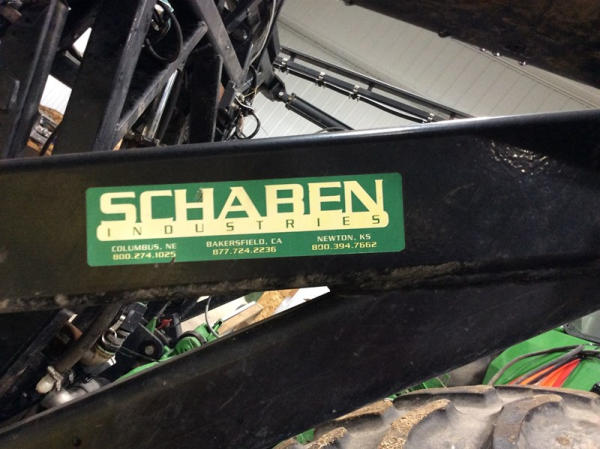 SCHABEN
INDUSTRIES
COLUMBUS, NE BAKERSFIELD, CA NEWTON, KS
800.274.1025 877.724.2236 800.394.7662